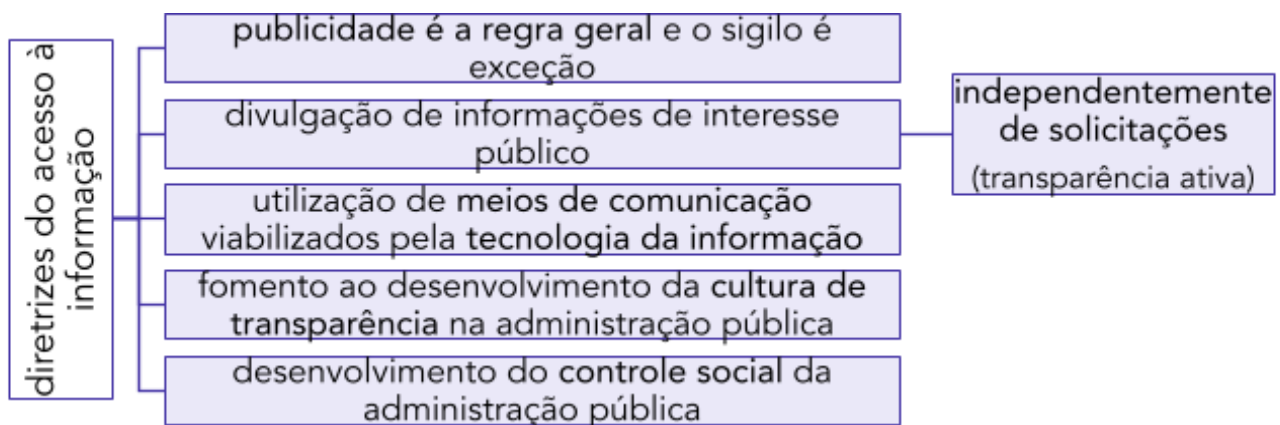 diretrizes do acesso à
informação
publicidade é a regra geral e o sigilo é
exceção
divulgação de informações de interesse
público
independentemente
de solicitações
(transparência ativa)
utilização de meios de comunicação
viabilizados pela tecnologia da informação
fomento ao desenvolvimento da cultura de
transparência na administração pública
desenvolvimento do controle social da
administração pública